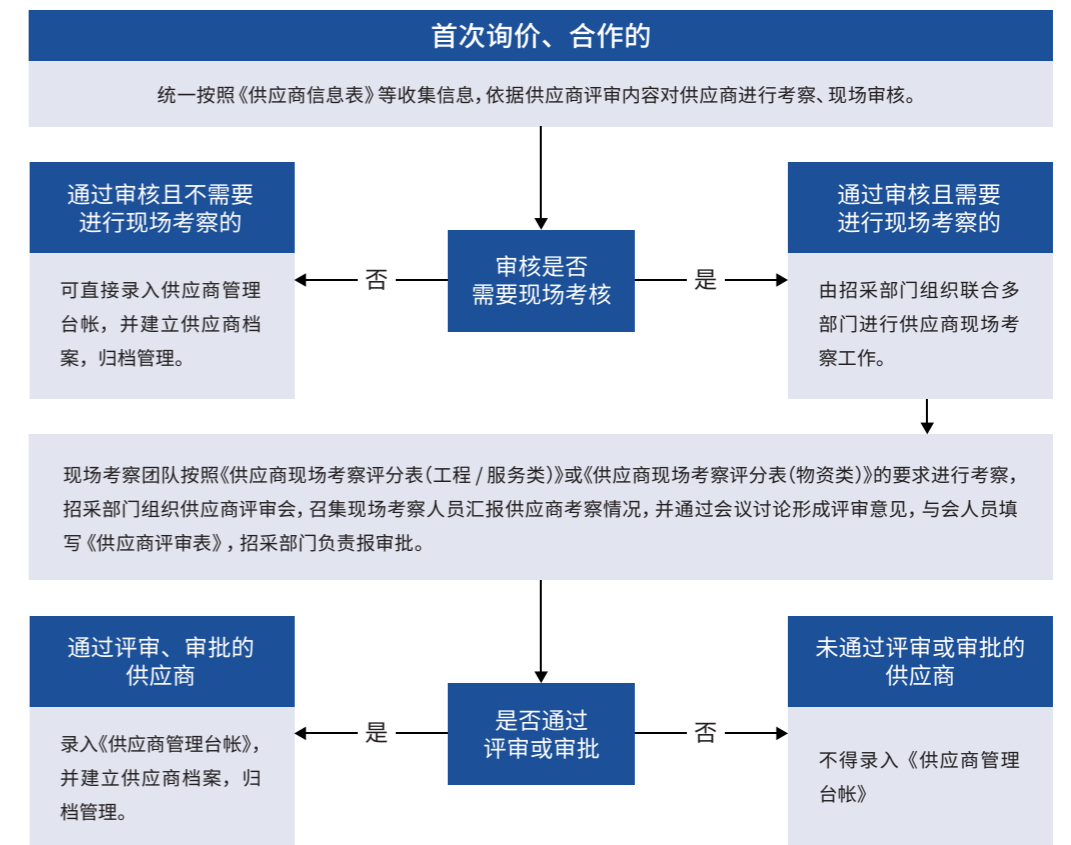 首次询价、合作的
统一按照《供应商信息表》等收集信息，依据供应商评审内容对供应商进行考察、现场审核。
通过审核且不需要
进行现场考察的
可直接录入供应商管理
台帐，并建立供应商档
案，归档管理。
否
审核是否
需要现场考核
是
通过审核且需要
进行现场考察的
由招采部门组织联合多
部门进行供应商现场考
察工作。
现场考察团队按照《供应商现场考察评分表（工程 / 服务类）》或《供应商现场考察评分表（物资类）》的要求进行考察，
招采部门组织供应商评审会，召集现场考察人员汇报供应商考察情况，并通过会议讨论形成评审意见，与会人员填
写《供应商评审表》，招采部门负责报审批。
通过评审、审批的
供应商
录入《供应商管理台帐》，
并建立供应商档案，归
档管理。
是
是否通过
评审或审批
否
未通过评审或审批的
供应商
不得录入《供应商管理
台帐》